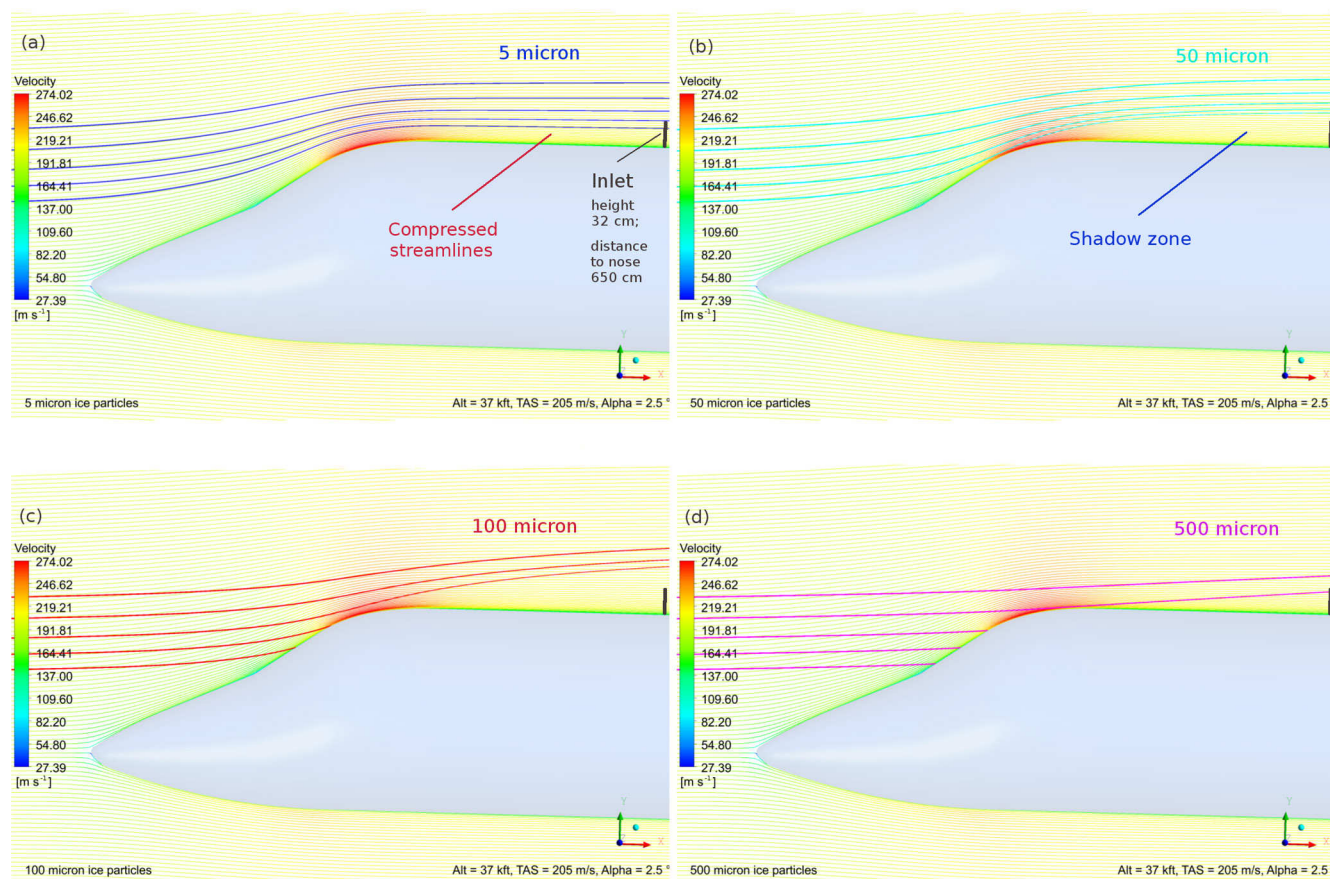 (a)
5 micron
Velocity
274.02
246.62
219.21
191.81
164.41
137.00
109.60
82.20
54.80
27.39
[m s-1]
Compressed
streamlines
Inlet
height
32 cm;
distance
to nose
650 cm
Y
Z
X
5 micron ice particles
Alt = 37 kft, TAS = 205 m/s, Alpha = 2.5 °
(b)
50 micron
Velocity
274.02
246.62
219.21
191.81
164.41
137.00
109.60
82.20
54.80
27.39
[m s-1]
Shadow zone
Y
X
50 micron ice particles
Alt = 37 kft, TAS = 205 m/s, Alpha = 2.5
(c)
100 micron
Velocity
274.02
246.62
219.21
191.81
164.41
137.00
109.60
82.20
54.80
27.39
[m s-1]
Y
X
100 micron ice particles
Alt = 37 kft, TAS = 205 m/s, Alpha = 2.5 °
(d)
500 micron
Velocity
274.02
246.62
219.21
191.81
164.41
137.00
109.60
82.20
54.80
27.39
[m s-1]
Y
X
500 micron ice particles
Alt = 37 kft, TAS = 205 m/s, Alpha = 2.5